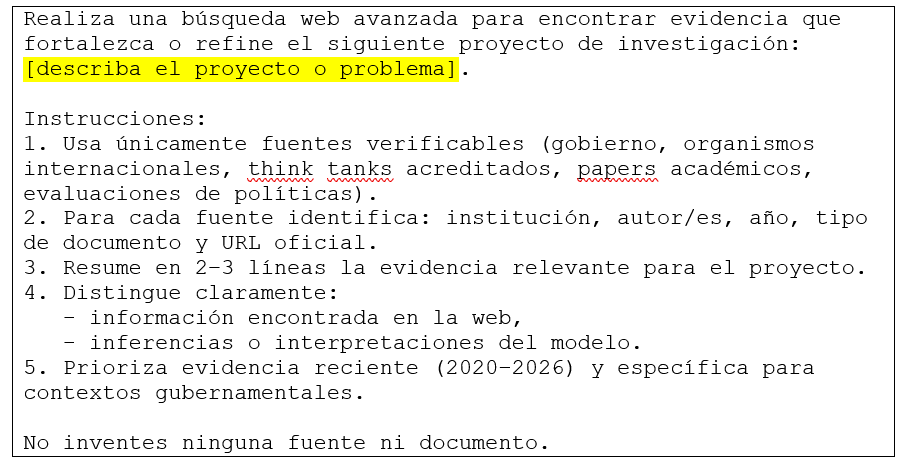 Realiza una búsqueda web avanzada para encontrar evidencia que
fortalezca o refine el siguiente proyecto de investigación:
[describa el proyecto o problema].
Instrucciones:
1. Usa únicamente fuentes verificables (gobierno, organismos
internacionales, think tanks acreditados, papers académicos,
evaluaciones de políticas).
2. Para cada fuente identifica: institución, autor/es, año, tipo
de documento y URL oficial.
3. Resume en 2–3 líneas la evidencia relevante para el proyecto.
4. Distingue claramente:
- información encontrada en la web,
- inferencias o interpretaciones del modelo.
5. Prioriza evidencia reciente (2020–2026) y específica para
contextos gubernamentales.
No inventes ninguna fuente ni documento.